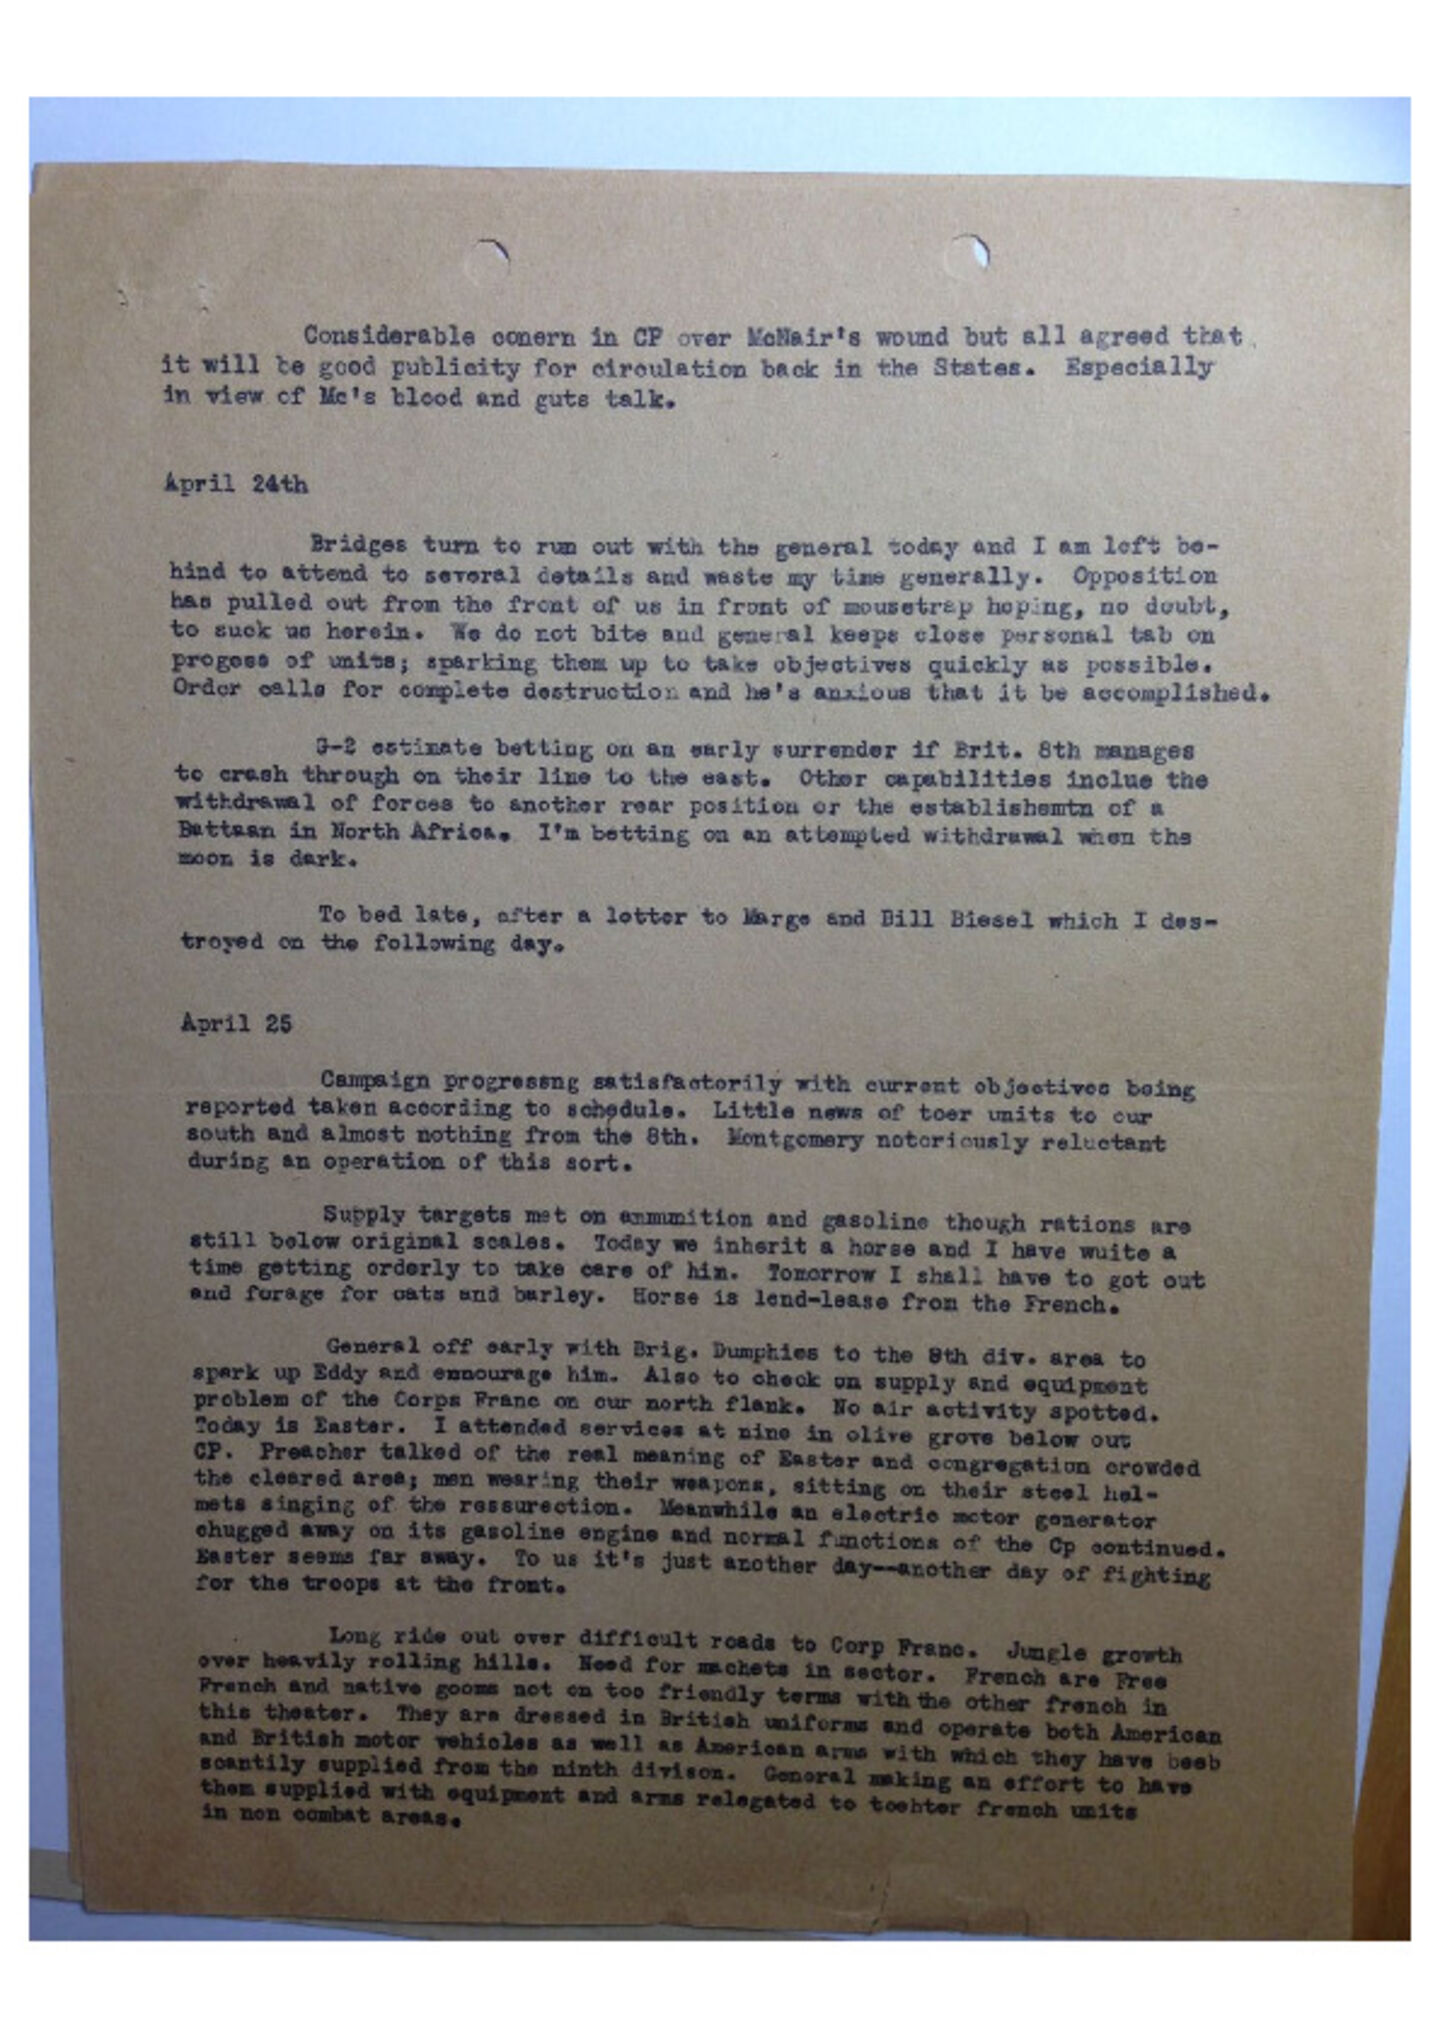 Considerable conern in CP over McNair's wound but all agreed that
it will be good publicity for circulation back in the States. Especially
in view of Mc's blood and guts talk.
April 24th
Bridges turn to run out with the general today and I am left be-
hind to attend to several details and waste my time generally. Opposition
has pulled out from the front of us in front of mousetrap hoping, no doubt,
to suck us herein. We do not bite and general keeps close personal tab on
progess of units; sparking them up to take objectives quickly as possible.
Order calls for complete destruction and he's anxious that it be accomplished.
G-2 estimate betting on an early surrender if Brit. 8th manages
to crash through on their line to the east. Other capabilities inclue the
withdrawal of forces to another rear position or the establishemtn of a
Battaan in North Africa. I'm betting on an attempted withdrawal when the
moon is dark.
To bed late, after a letter to Marge and Bill Biesel which I des-
troyed on the following day.
April 25
Campaign progressng satisfactorily with current objectives being
reported taken according to schedule. Little news of toer units to our
south and almost nothing from the 8th. Montgomery notoriously reluctant
during an operation of this sort.
Supply targets met on ammunition and gasoline though rations are
still below original scales. Today we inherit a horse and I have wuite a
time getting orderly to take care of him. Tomorrow I shall have to got out
and forage for oats and barley. Horse is lend-lease from the French.
General off early with Brig. Dumphies to the 9th div. area to
spark up Eddy and ennourage him. Also to check on supply and equipment
problem of the Corps Franc on our north flank. No air activity spotted.
Today is Easter. I attended services at nine in olive grove below out
CP. Preacher talked of the real meaning of Easter and congregation crowded
the cleared area; men wearing their weapons, sitting on their steel hel-
mets singing of the ressurection. Meanwhile an electric motor generator
chugged away on its gasoline engine and normal functions of the Cp continued.
Easter seems far away. To us it's just another day--another day of fighting
for the troops at the front.
Long ride out over difficult roads to Corp Franc. Jungle growth
over heavily rolling hills. Need for machets in sector. French are Free
French and native gooms not on too friendly terms with the other french in
this theater. They are dressed in British uniforms and operate both American
and British motor vehicles as well as American arms with which they have beeb
scantily supplied from the ninth divison. General making an effort to have
them supplied with equipment and arms relegated to toehter french units
in non combat areas.